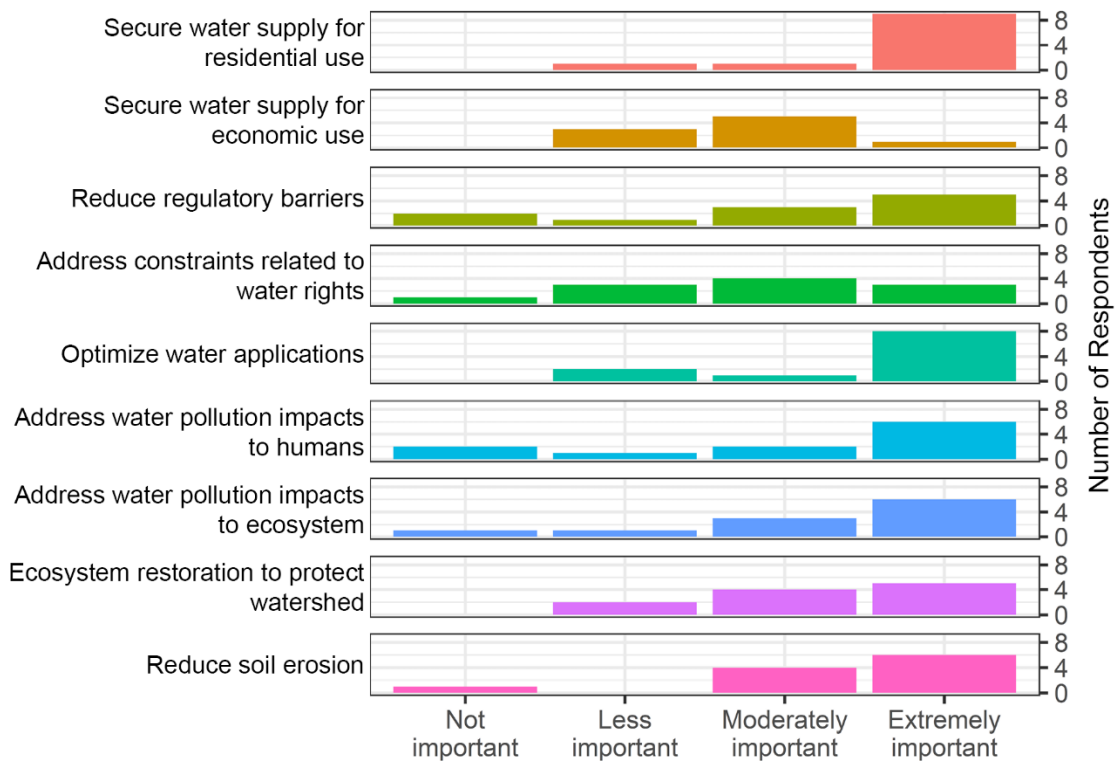 Secure water supply for
residential use
8
4
0
Secure water supply for
economic use
8
4
0
Reduce regulatory barriers
8
4
0
Address constraints related to
water rights
8
4
0
Optimize water applications
8
4
0
Address water pollution impacts
to humans
8
4
0
Address water pollution impacts
to ecosystem
8
4
0
Ecosystem restoration to protect
watershed
8
4
0
Reduce soil erosion
8
4
0
Number of Respondents
Not
important
Less
important
Moderately
important
Extremely
important